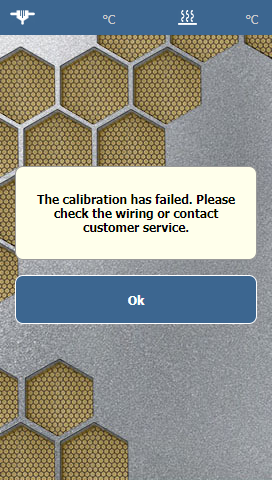 °C
°C
The calibration has failed. Please
check the wiring or contact
customer service.
Ok